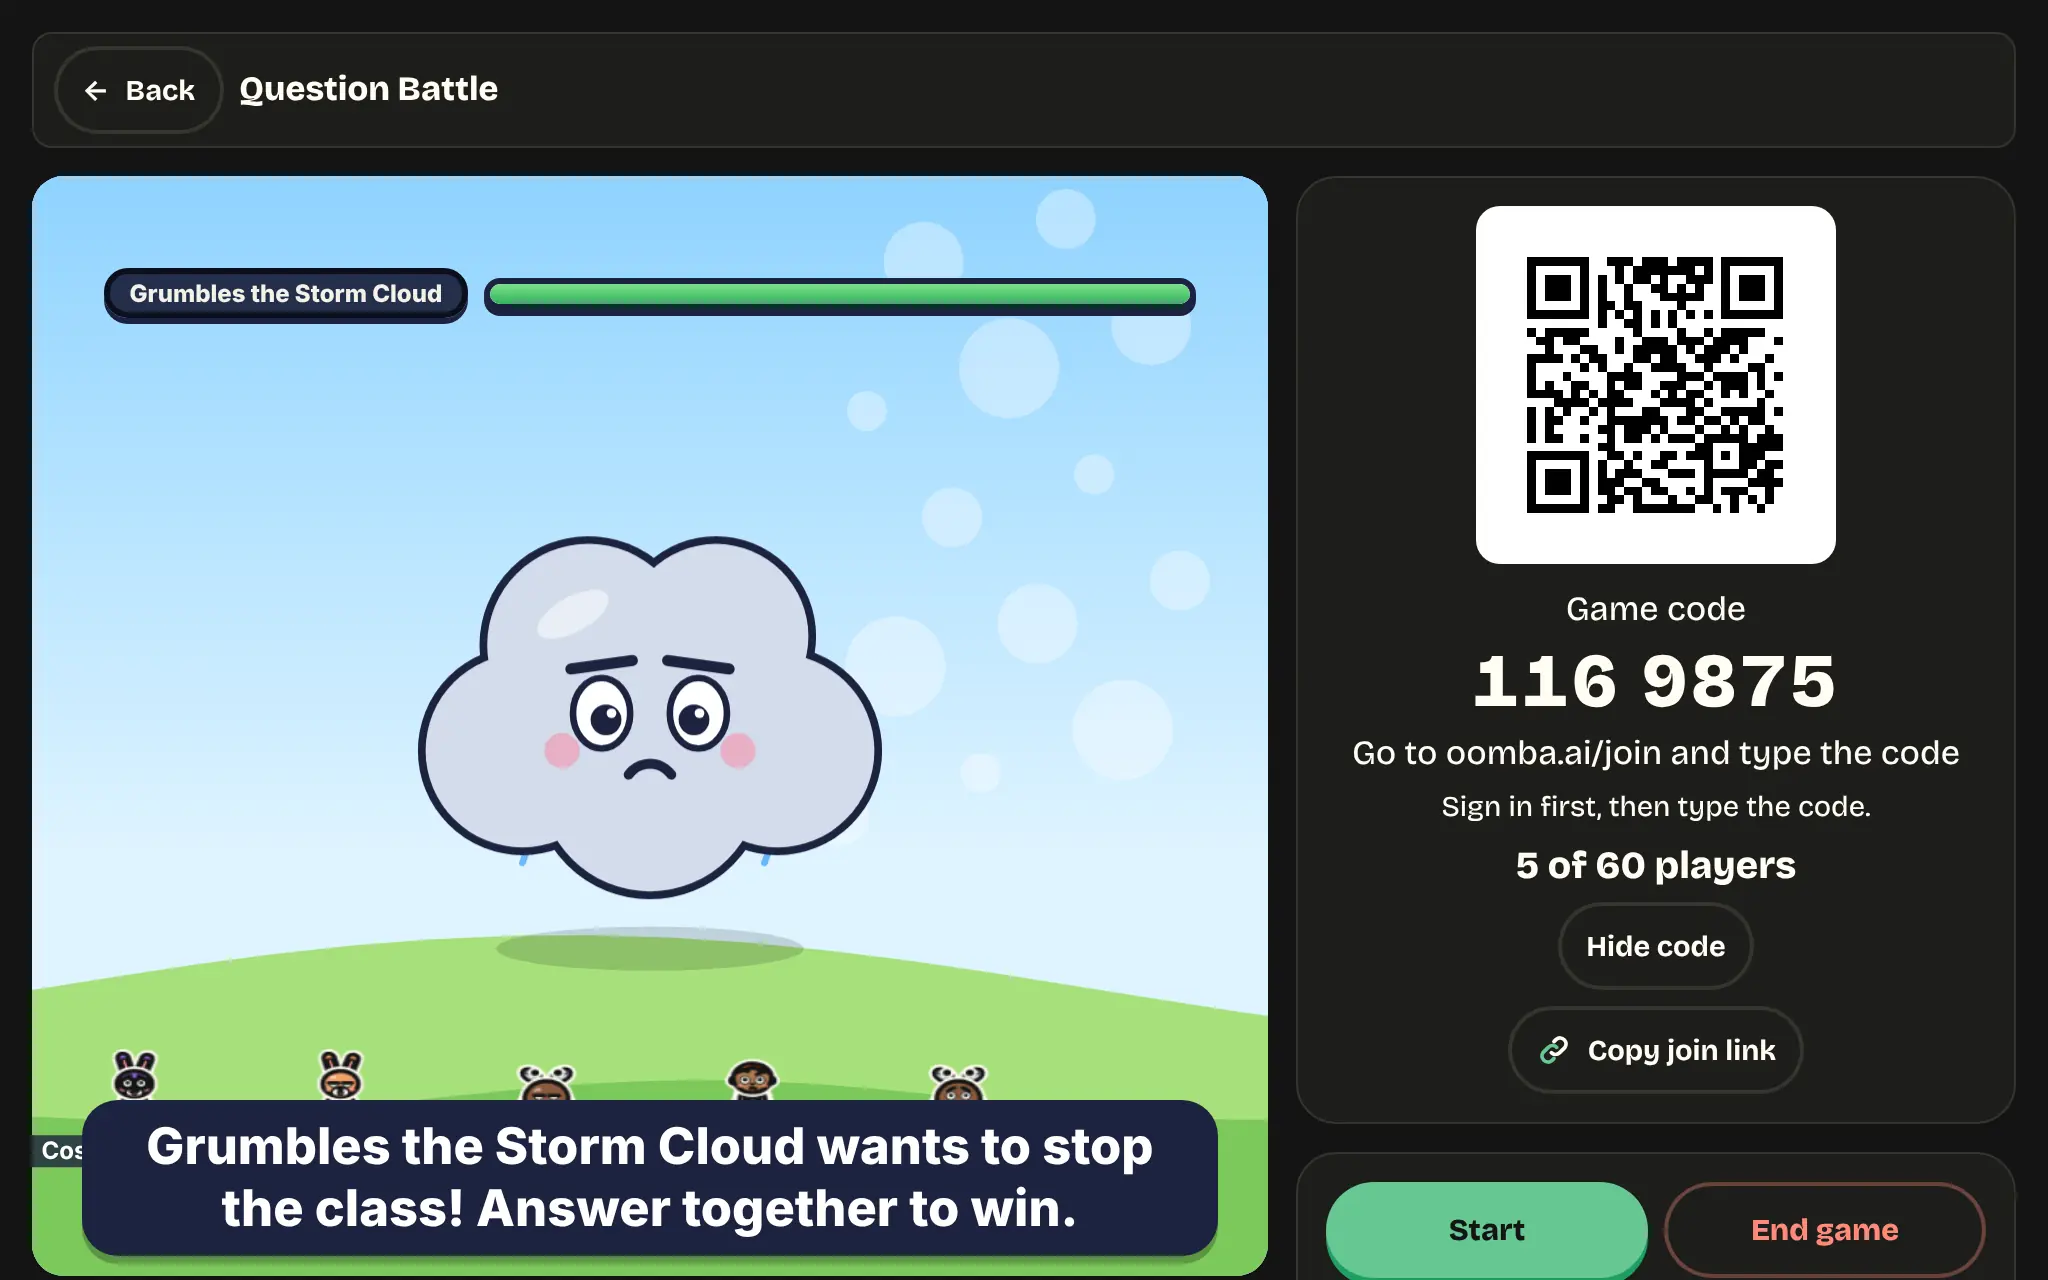 ← Back
Question Battle
Grumbles the Storm Cloud
Grumbles the Storm Cloud wants to stop
the class! Answer together to win.
Game code
116 9875
Go to oomba.ai/join and type the code
Sign in first, then type the code.
5 of 60 players
Hide code
Copy join link
Start
End game